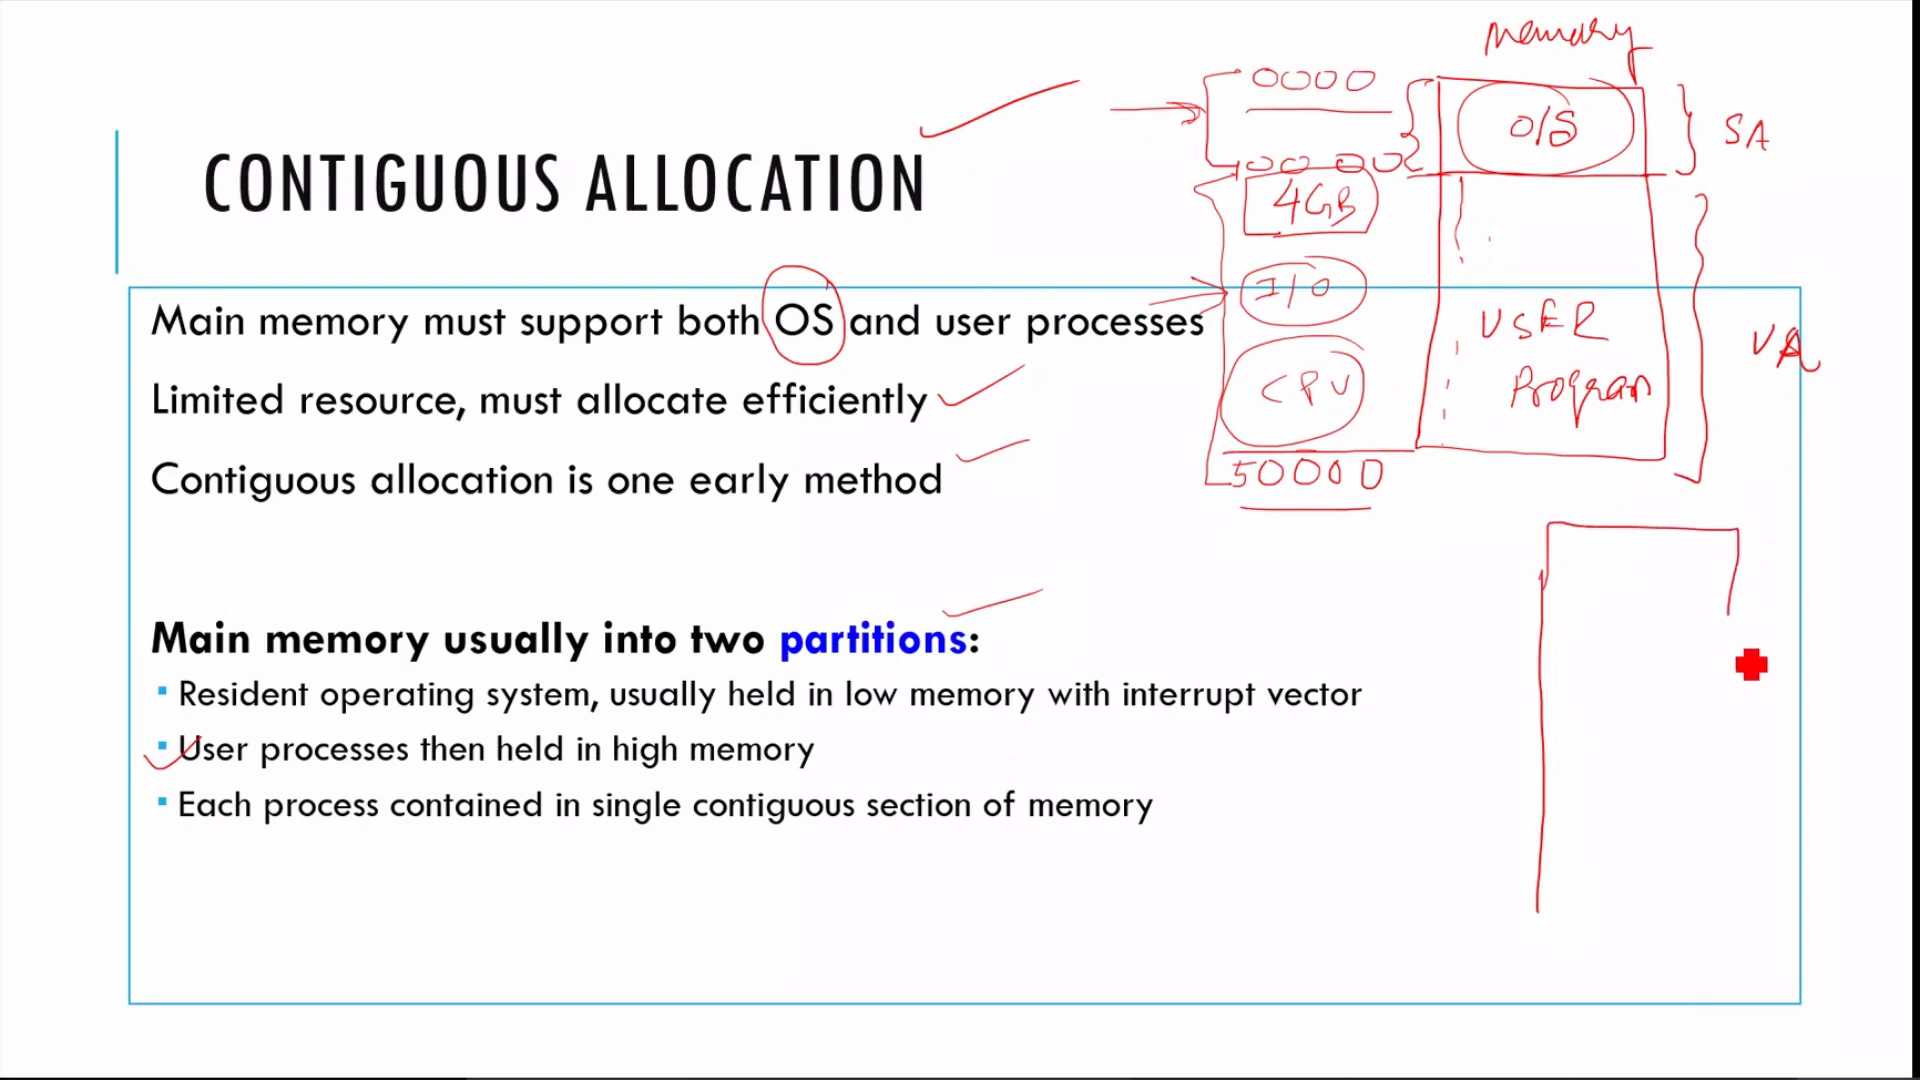 Memory
0000
O/S
SA
CONTIGUOUS ALLOCATION
4GB
Main memory must support both OS and user processes
I/O
USER
Program
Limited resource, must allocate efficiently
CPU
Contiguous allocation is one early method
50000
Main memory usually into two partitions:
▪ Resident operating system, usually held in low memory with interrupt vector
▪ User processes then held in high memory
▪ Each process contained in single contiguous section of memory